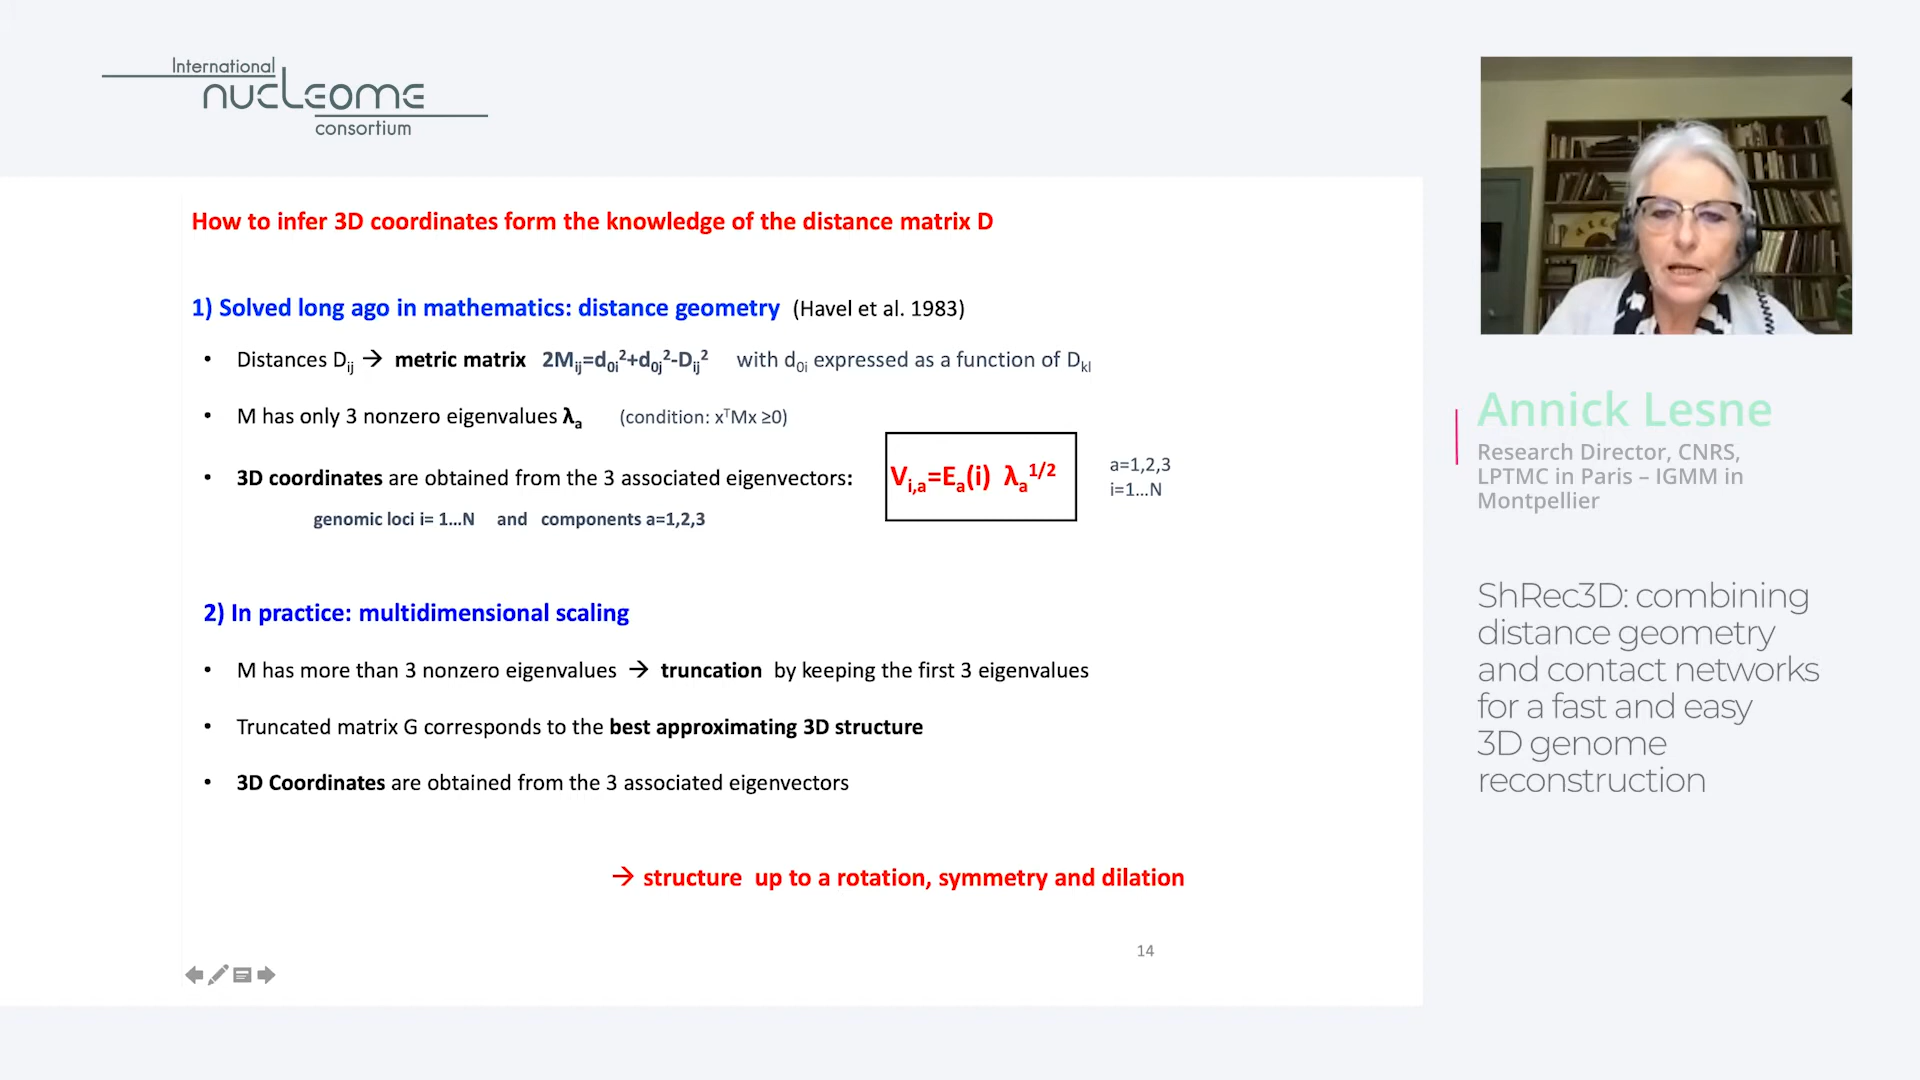 International
nucleome
consortium
How to infer 3D coordinates form the knowledge of the distance matrix D
1) Solved long ago in mathematics: distance geometry (Havel et al. 1983)
• Distances Dij → metric matrix 2Mij=d0i²+d0j²-Dij² with d0i expressed as a function of Dkl
• M has only 3 nonzero eigenvalues λa (condition: xᵀMx ≥0)
• 3D coordinates are obtained from the 3 associated eigenvectors: Vi,a=Ea(i) λa^1/2
a=1,2,3
i=1...N
genomic loci i= 1...N and components a=1,2,3
2) In practice: multidimensional scaling
• M has more than 3 nonzero eigenvalues → truncation by keeping the first 3 eigenvalues
• Truncated matrix G corresponds to the best approximating 3D structure
• 3D Coordinates are obtained from the 3 associated eigenvectors
→ structure up to a rotation, symmetry and dilation
14
Annick Lesne
Research Director, CNRS,
LPTMC in Paris – IGMM in
Montpellier
ShRec3D: combining
distance geometry
and contact networks
for a fast and easy
3D genome
reconstruction